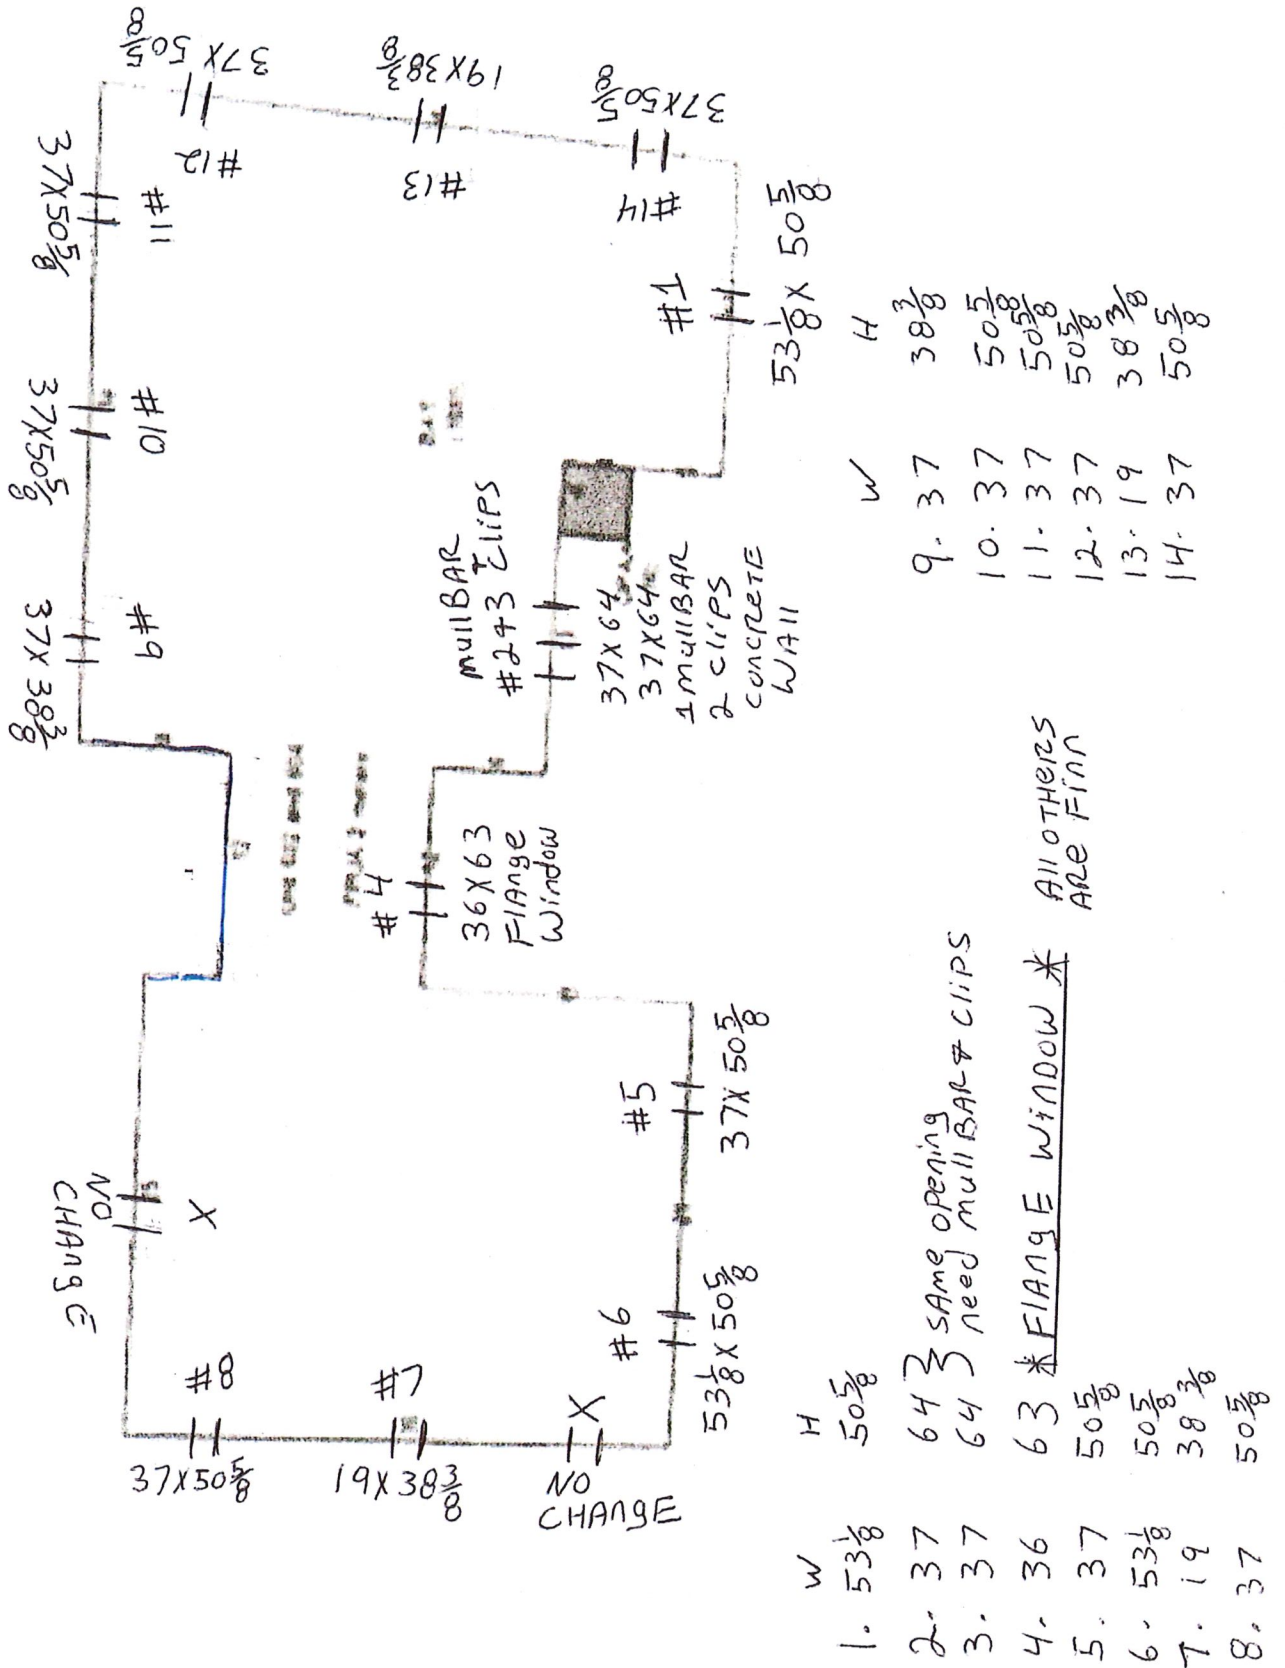 NO
CHANgE
X
37X38 3/8
#9
37X50 5/8
#10
37X50 5/8
#11
37X50 5/8
#12
19X38 3/8
#13
37X50 5/8
#14
#8
37X50 5/8
#7
19X38 3/8
X
NO
CHANgE
#6
53 1/8 X 50 5/8
#5
37X 50 5/8
#4
36X63
FlAnge
Window
mullBAR
#2+3 & CliPS
37X64
37X64
1 mullBAR
2 cliPS
concreTE
WAll
#1
53 1/8 X 50 5/8
W H
1. 53 1/8 50 5/8
2. 37 64 } SAme opening
3. 37 64 } need mull BAR & CliPS
4. 36 63 * FlAngE WinDOW * All OTHERS
ARe Finn
5. 37 50 5/8
6. 53 1/8 50 5/8
7. 19 38 3/8
8. 37 50 5/8
W H
9. 37 38 3/8
10. 37 50 5/8
11. 37 50 5/8
12. 37 50 5/8
13. 19 38 3/8
14. 37 50 5/8